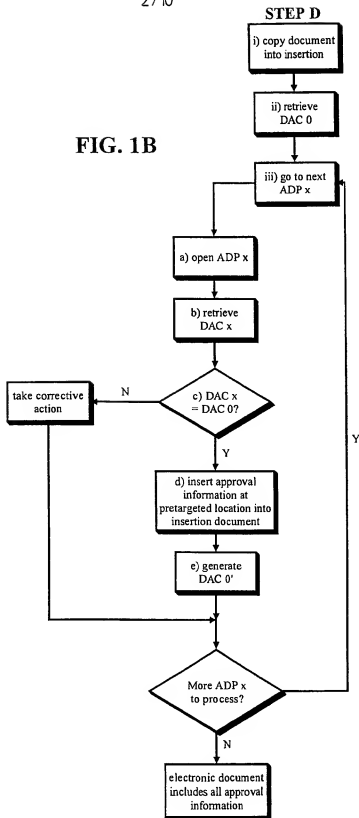 2/10
STEP D
i) copy document
into insertion
ii) retrieve
DAC 0
FIG. 1B
iii) go to next
ADP x
a) open ADP x
b) retrieve
DAC x
take corrective
action
N
c) DAC x
= DAC 0?
Y
Y
d) insert approval
information at
pretargeted location into
insertion document
e) generate
DAC 0'
More ADP x
to process?
N
electronic document
includes all approval
information